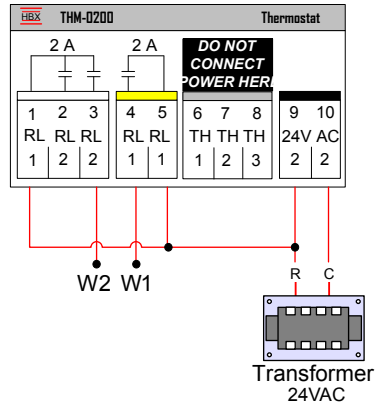 HBX THM-0200 Thermostat
2 A 2 A DO NOT
CONNECT
POWER HERE
1 2 3 4 5 6 7 8 9 10
RL RL RL RL RL TH TH TH 24V AC
1 2 2 1 1 1 2 3 2 2
W2 W1
R C
Transformer
24VAC